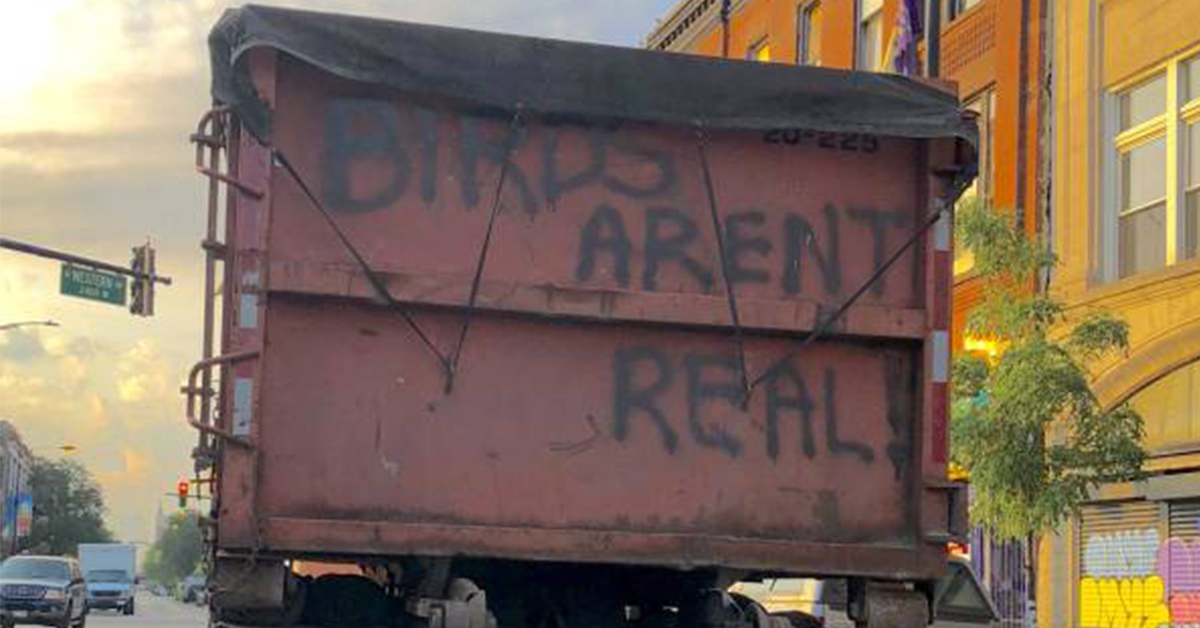 20-225
BIRDS
ARENT
REAL!
WESTERN